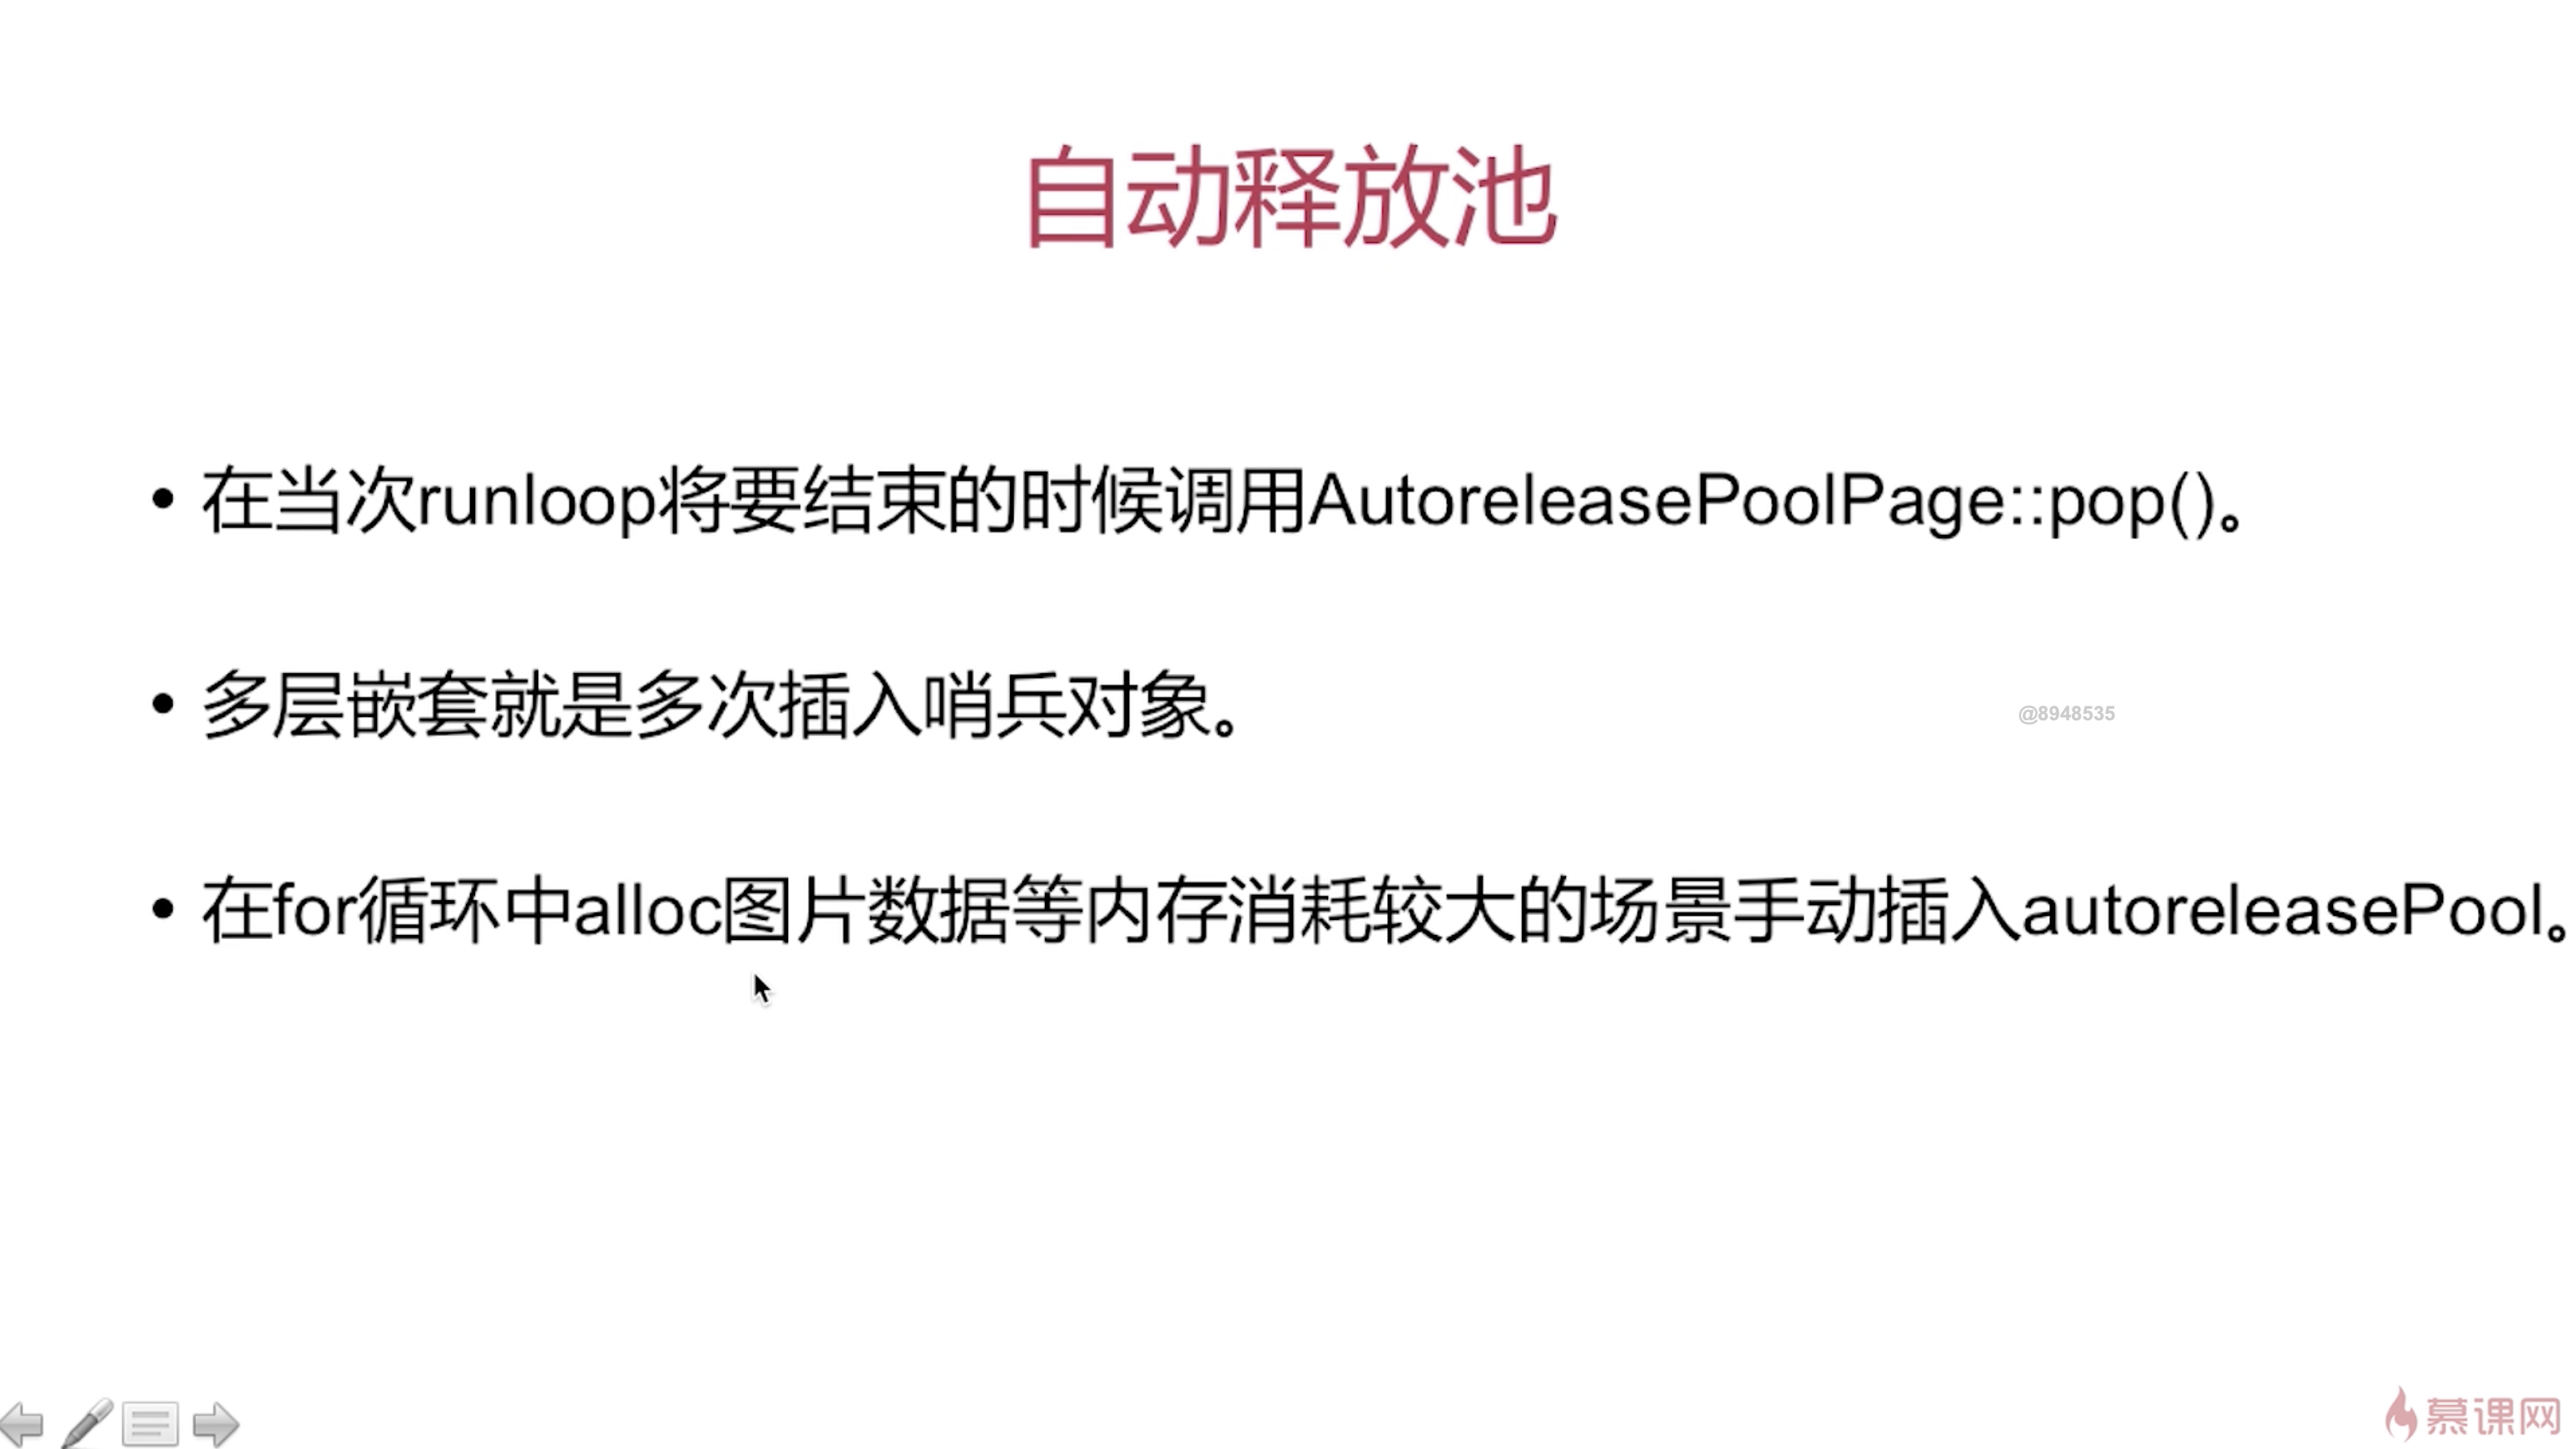 自动释放池
• 在当次runloop将要结束的时候调用AutoreleasePoolPage::pop()。
• 多层嵌套就是多次插入哨兵对象。
@8948535
• 在for循环中alloc图片数据等内存消耗较大的场景手动插入autoreleasePool。
慕课网